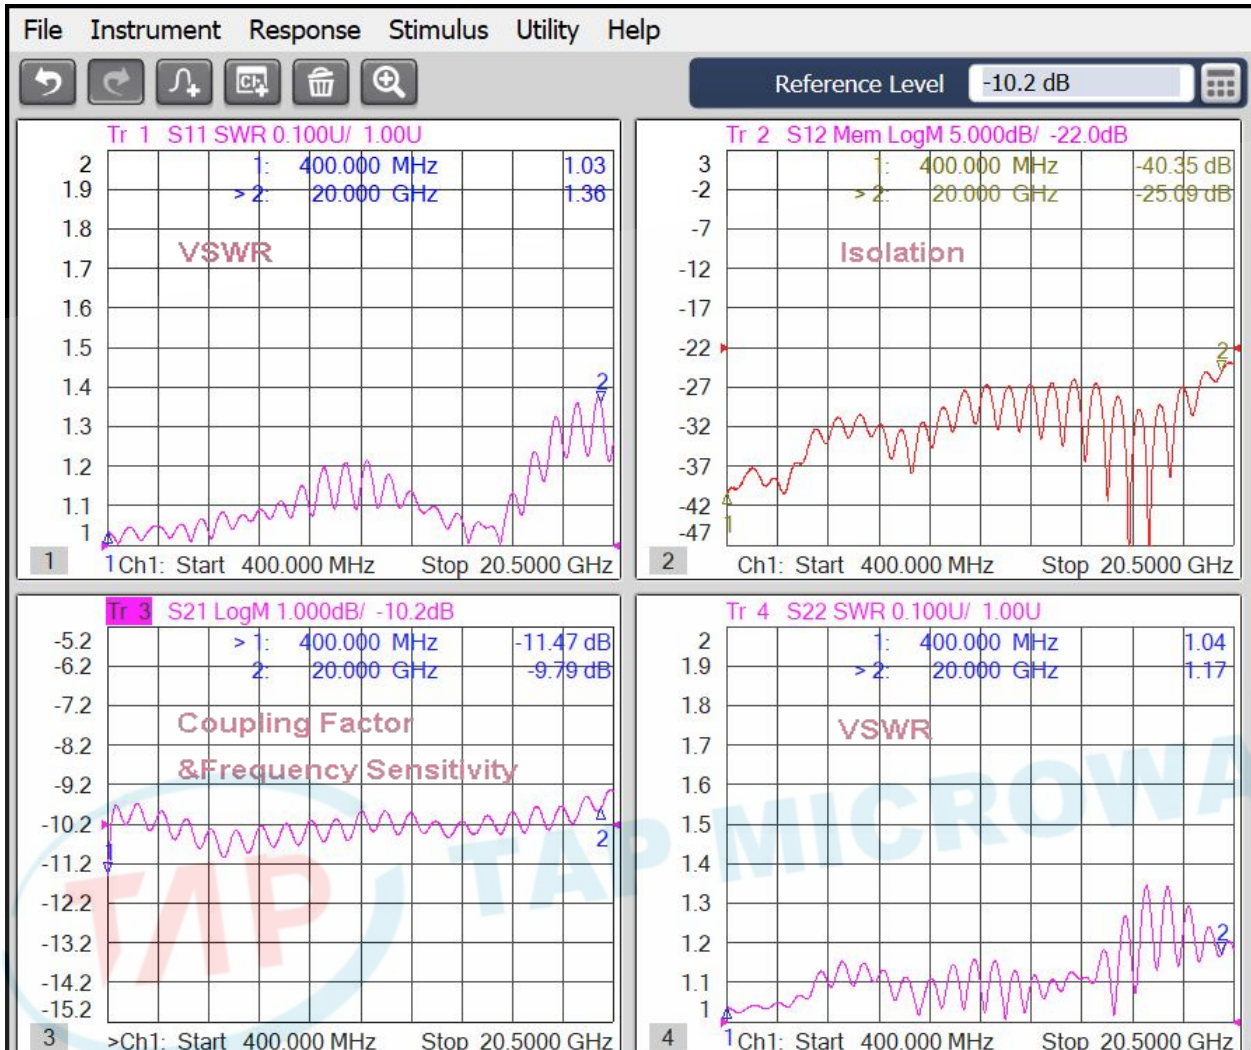 File Instrument Response Stimulus Utility Help
Reference Level -10.2 dB
Tr 1 S11 SWR 0.100U/ 1.00U
1: 400.000 MHz 1.03
> 2: 20.000 GHz 1.36
VSWR
2
1.9
1.8
1.7
1.6
1.5
1.4
1.3
1.2
1.1
1
2
1
1 Ch1: Start 400.000 MHz Stop 20.5000 GHz
Tr 2 S12 Mem LogM 5.000dB/ -22.0dB
1: 400.000 MHz -40.35 dB
> 2: 20.000 GHz -25.09 dB
Isolation
3
-2
-7
-12
-17
-22
-27
-32
-37
-42
-47
2
1
2
Ch1: Start 400.000 MHz Stop 20.5000 GHz
Tr 3 S21 LogM 1.000dB/ -10.2dB
> 1: 400.000 MHz -11.47 dB
2: 20.000 GHz -9.79 dB
Coupling Factor
&Frequency Sensitivity
-5.2
-6.2
-7.2
-8.2
-9.2
-10.2
-11.2
-12.2
-13.2
-14.2
-15.2
1
2
3
>Ch1: Start 400.000 MHz Stop 20.5000 GHz
Tr 4 S22 SWR 0.100U/ 1.00U
1: 400.000 MHz 1.04
> 2: 20.000 GHz 1.17
VSWR
2
1.9
1.8
1.7
1.6
1.5
1.4
1.3
1.2
1.1
1
2
4
1 Ch1: Start 400.000 MHz Stop 20.5000 GHz
TAP
TAP MICROWA